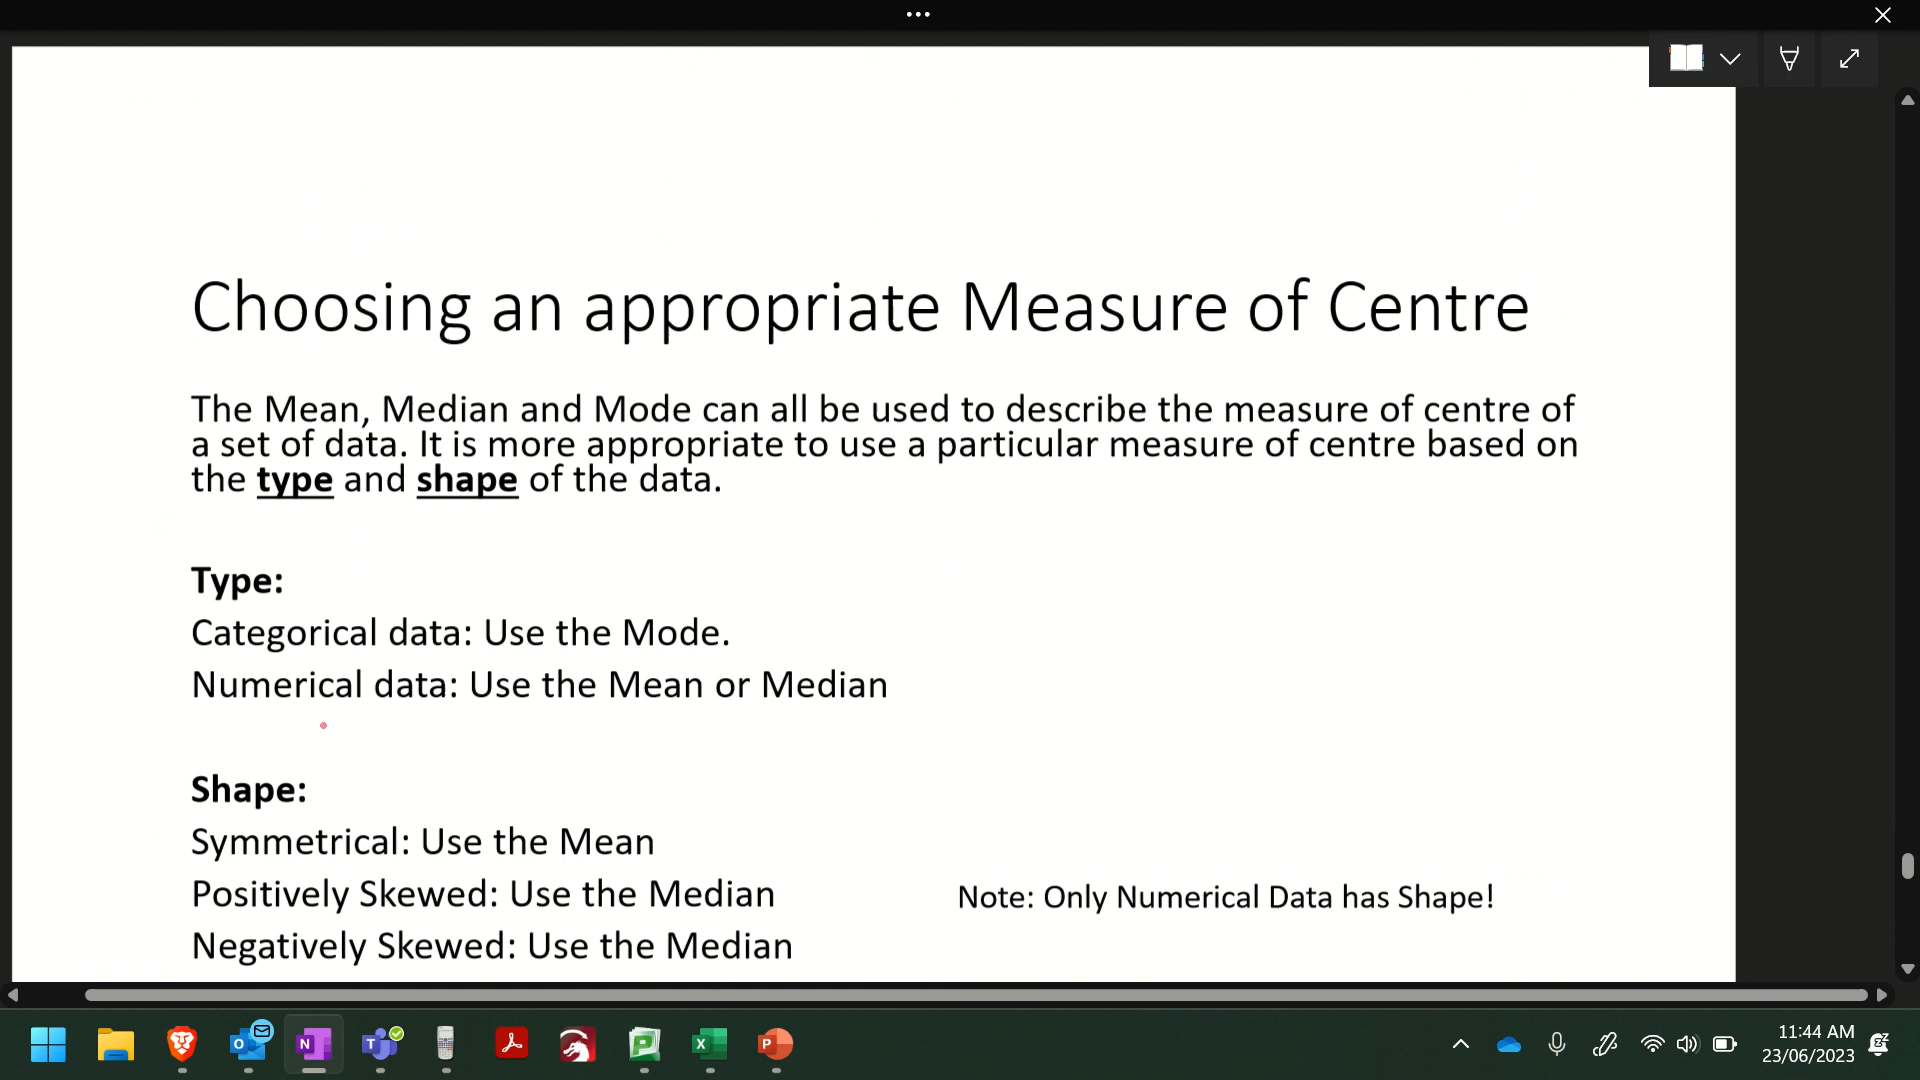 Choosing an appropriate Measure of Centre
The Mean, Median and Mode can all be used to describe the measure of centre of
a set of data. It is more appropriate to use a particular measure of centre based on
the type and shape of the data.
Type:
Categorical data: Use the Mode.
Numerical data: Use the Mean or Median
Shape:
Symmetrical: Use the Mean
Positively Skewed: Use the Median
Note: Only Numerical Data has Shape!
Negatively Skewed: Use the Median
11:44 AM
23/06/2023